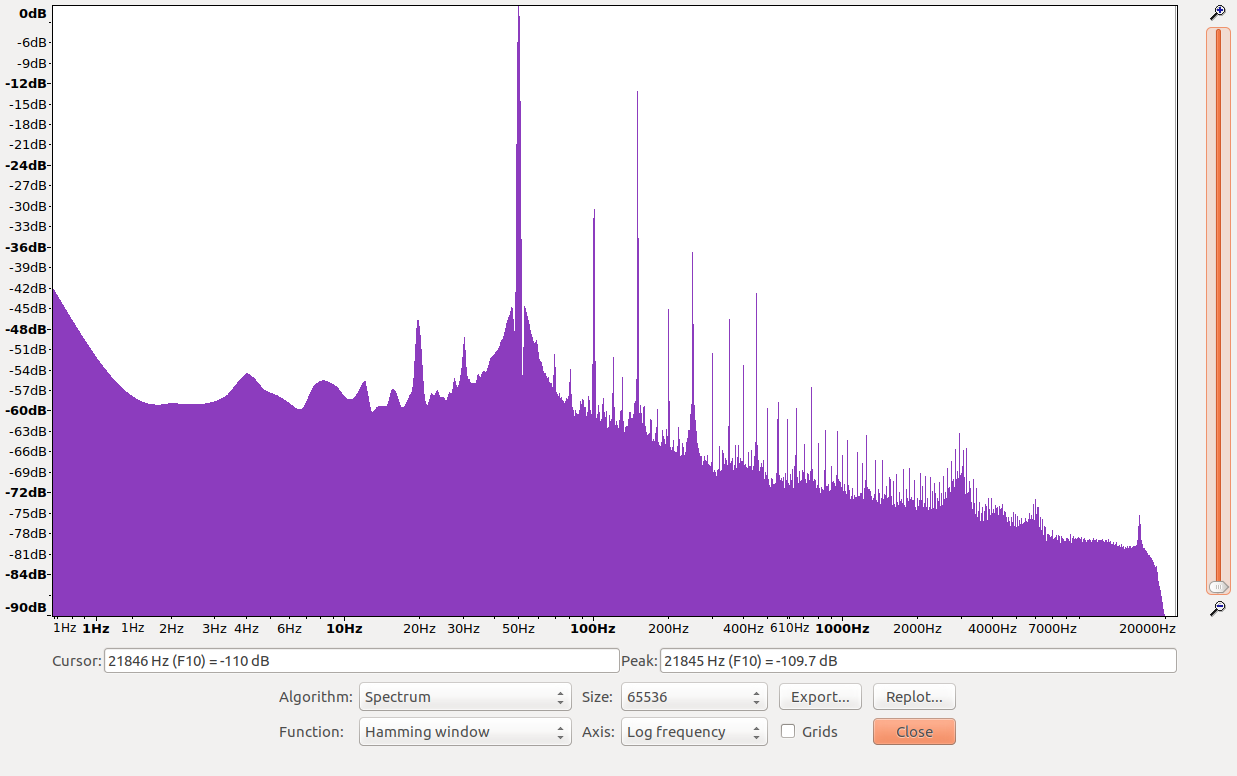 0dB
-6dB
-9dB
-12dB
-15dB
-18dB
-21dB
-24dB
-27dB
-30dB
-33dB
-36dB
-39dB
-42dB
-45dB
-48dB
-51dB
-54dB
-57dB
-60dB
-63dB
-66dB
-69dB
-72dB
-75dB
-78dB
-81dB
-84dB
-90dB
1Hz 1Hz 1Hz 2Hz 3Hz 4Hz 6Hz 10Hz 20Hz 30Hz 50Hz 100Hz 200Hz 400Hz 610Hz 1000Hz 2000Hz 4000Hz 7000Hz 20000Hz
Cursor: 21846 Hz (F10) = -110 dB Peak: 21845 Hz (F10) = -109.7 dB
Algorithm: Spectrum Size: 65536 Export... Replot...
Function: Hamming window Axis: Log frequency Grids Close